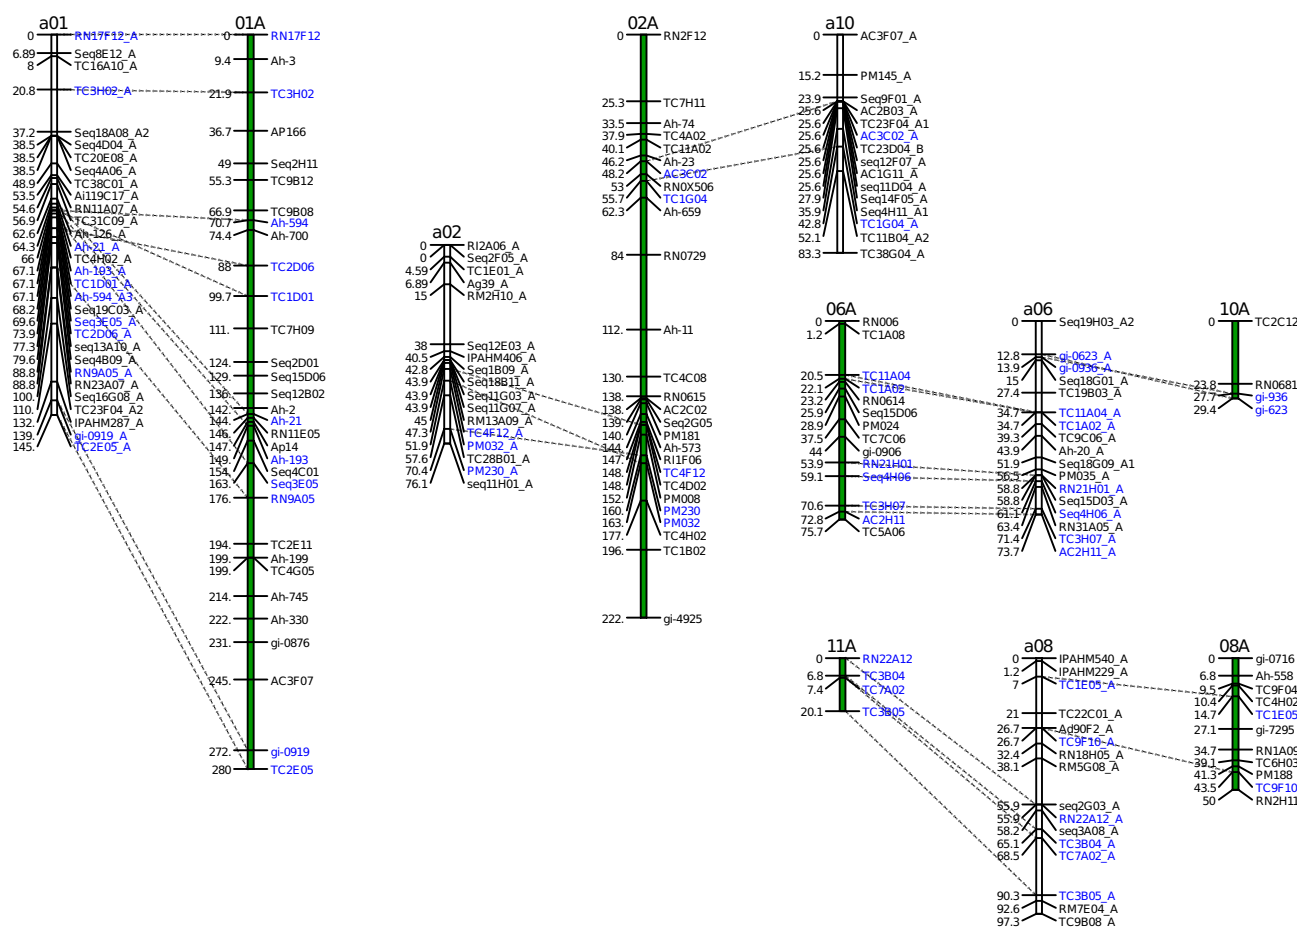 a01
0 RN17F12_A
6.89 Seq8E12_A
8 TC16A10_A
20.8 TC3H02_A
37.2 Seq18A08_A2
38.5 Seq4D04_A
38.5 TC20E08_A
38.5 Seq4A06_A
48.9 TC38C01_A
53.5 Ai119C17_A
54.6 RN11A07_A
56.9 TC31C09_A
62.6 Ah-126_A
64.3 Ah-21_A
66 TC4H02_A
67.1 Ah-193_A
67.1 TC1D01_A
67.1 Ah-594_A3
68.2 Seq19C03_A
69.6 Seq3E05_A
73.9 TC2D06_A
77.3 seq13A10_A
79.6 Seq4B09_A
88.8 RN9A05_A
88.8 RN23A07_A
100. Seq16G08_A
110. TC23F04_A2
132. IPAHM287_A
139. gi-0919_A
145. TC2E05_A
01A
0 RN17F12
9.4 Ah-3
21.9 TC3H02
36.7 AP166
49 Seq2H11
55.3 TC9B12
66.9 TC9B08
70.7 Ah-594
74.4 Ah-700
88 TC2D06
99.7 TC1D01
111. TC7H09
124. Seq2D01
129. Seq15D06
136. Seq12B02
142. Ah-2
144. Ah-21
146. RN11E05
147. Ap14
149. Ah-193
154. Seq4C01
163. Seq3E05
176. RN9A05
194. TC2E11
199. Ah-199
199. TC4G05
214. Ah-745
222. Ah-330
231. gi-0876
245. AC3F07
272. gi-0919
280 TC2E05
a02
0 RI2A06_A
0 Seq2F05_A
4.59 TC1E01_A
6.89 Ag39_A
15 RM2H10_A
38 Seq12E03_A
40.5 IPAHM406_A
42.8 Seq1B09_A
43.9 Seq18B11_A
43.9 Seq11G03_A
43.9 Seq11G07_A
45 RM13A09_A
47.3 TC4F12_A
51.9 PM032_A
57.6 TC28B01_A
70.4 PM230_A
76.1 seq11H01_A
02A
0 RN2F12
25.3 TC7H11
33.5 Ah-74
37.9 TC4A02
40.1 TC11A02
46.2 Ah-23
48.2 AC3C02
53 RN0X506
55.7 TC1G04
62.3 Ah-659
84 RN0729
112. Ah-11
130. TC4C08
138. RN0615
138. AC2C02
139. Seq2G05
140. PM181
144. Ah-573
147. RI1F06
148. TC4F12
148. TC4D02
152. PM008
160. PM230
163. PM032
177. TC4H02
196. TC1B02
222. gi-4925
a10
0 AC3F07_A
15.2 PM145_A
23.9 Seq9F01_A
25.6 AC2B03_A
25.6 TC23F04_A1
25.6 AC3C02_A
25.6 TC23D04_B
25.6 seq12F07_A
25.6 AC1G11_A
25.6 seq11D04_A
27.9 Seq14F05_A
35.9 Seq4H11_A1
42.8 TC1G04_A
52.1 TC11B04_A2
83.3 TC38G04_A
06A
0 RN006
1.2 TC1A08
20.5 TC11A04
22.1 TC1A02
23.2 RN0614
25.9 Seq15D06
28.9 PM024
37.5 TC7C06
44 gi-0906
53.9 RN21H01
59.1 Seq4H06
70.6 TC3H07
72.8 AC2H11
75.7 TC5A06
a06
0 Seq19H03_A2
12.8 gi-0623_A
13.9 gi-0936_A
15 Seq18G01_A
27.4 TC19B03_A
34.7 TC11A04_A
34.7 TC1A02_A
39.3 TC9C06_A
43.9 Ah-20_A
51.9 Seq18G09_A1
56.5 PM035_A
58.8 RN21H01_A
58.8 Seq15D03_A
61.1 Seq4H06_A
63.4 RN31A05_A
71.4 TC3H07_A
73.7 AC2H11_A
10A
0 TC2C12
23.8 RN0681
27.7 gi-936
29.4 gi-623
11A
0 RN22A12
6.8 TC3B04
7.4 TC7A02
20.1 TC3B05
a08
0 IPAHM540_A
1.2 IPAHM229_A
7 TC1E05_A
21 TC22C01_A
26.7 Ad90F2_A
26.7 TC9F10_A
32.4 RN18H05_A
38.1 RM5G08_A
55.9 seq2G03_A
55.9 RN22A12_A
58.2 seq3A08_A
65.1 TC3B04_A
68.5 TC7A02_A
90.3 TC3B05_A
92.6 RM7E04_A
97.3 TC9B08_A
08A
0 gi-0716
6.8 Ah-558
9.5 TC9F04
10.4 TC4H02
14.7 TC1E05
27.1 gi-7295
34.7 RN1A09
39.1 TC6H03
41.3 PM188
43.5 TC9F10
50 RN2H11